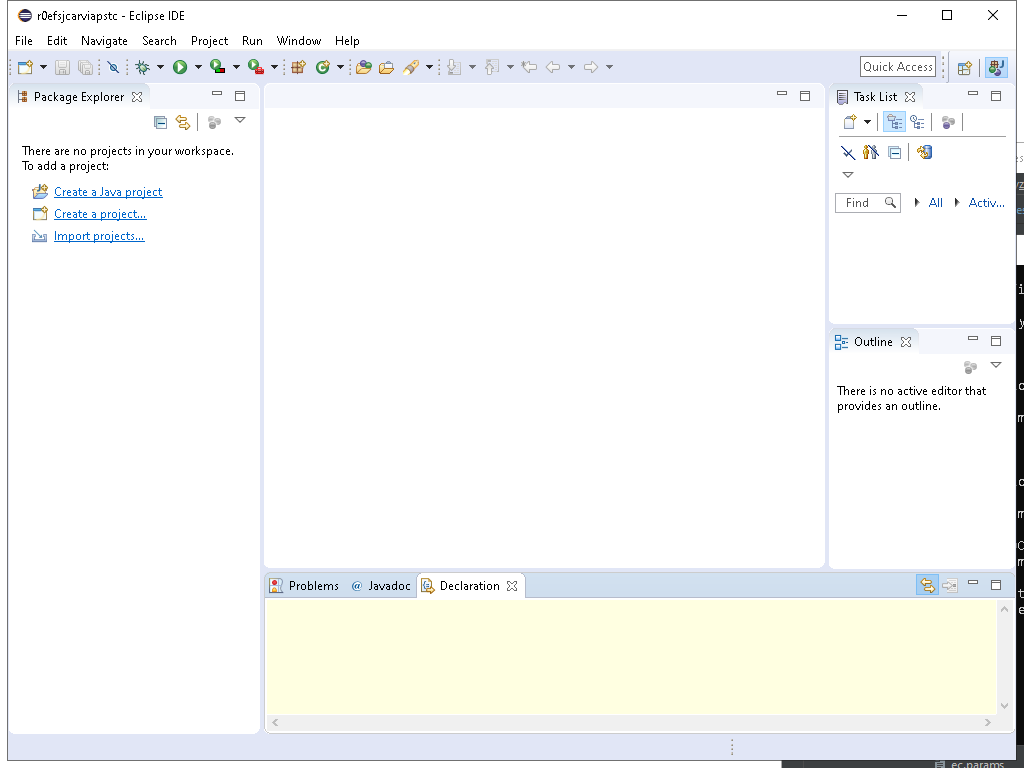 r0efsjcarviapstc - Eclipse IDE
File Edit Navigate Search Project Run Window Help
Quick Access
Package Explorer
There are no projects in your workspace.
To add a project:
Create a Java project
Create a project...
Import projects...
Task List
Find All Activ...
Outline
There is no active editor that
provides an outline.
Problems @ Javadoc Declaration
ec.params